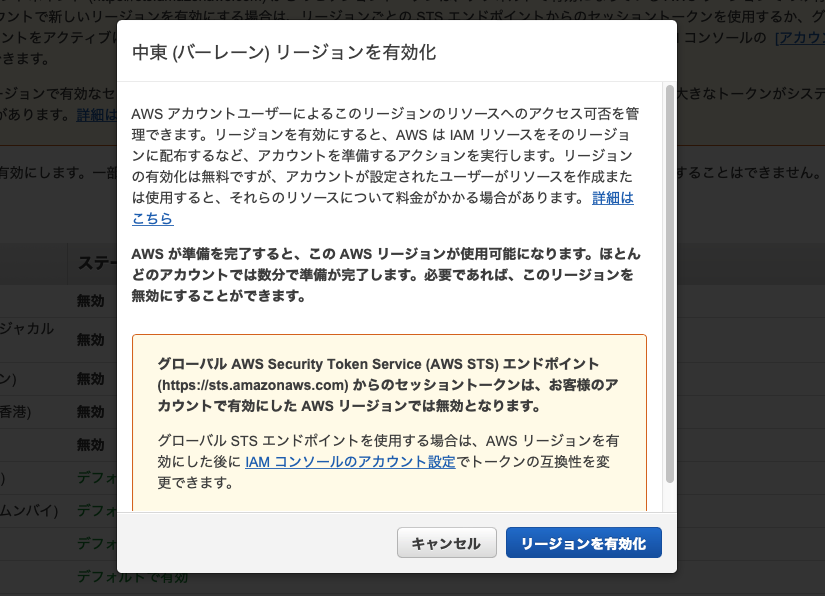 ウントで新しいリージョンを有効にする場合は、リージョンごとの STS エンドポイントからのセッショントークンを使用するか、グ
ントをアクティブに
コンソールの [アカウン
きます。
ージョンで有効なセ
大きなトークンがシステ
があります。詳細は
有効にします。一部
することはできません。
中東 (バーレーン) リージョンを有効化
AWS アカウントユーザーによるこのリージョンのリソースへのアクセス可否を管
理できます。リージョンを有効にすると、AWS は IAM リソースをそのリージョ
ンに配布するなど、アカウントを準備するアクションを実行します。リージョン
の有効化は無料ですが、アカウントが設定されたユーザーがリソースを作成また
は使用すると、それらのリソースについて料金がかかる場合があります。 詳細は
こちら
AWS が準備を完了すると、この AWS リージョンが使用可能になります。ほとん
どのアカウントでは数分で準備が完了します。必要であれば、このリージョンを
無効にすることができます。
グローバル AWS Security Token Service (AWS STS) エンドポイント
(https://sts.amazonaws.com) からのセッショントークンは、お客様のア
カウントで有効にした AWS リージョンでは無効となります。
グローバル STS エンドポイントを使用する場合は、AWS リージョンを有
効にした後に IAM コンソールのアカウント設定でトークンの互換性を変
更できます。
キャンセル
リージョンを有効化
ステー
無効
ジャカル
無効
ン)
無効
香港)
無効
無効
)
デフォ
ムンバイ)
デフォ
デフォ
デフォルトで有効